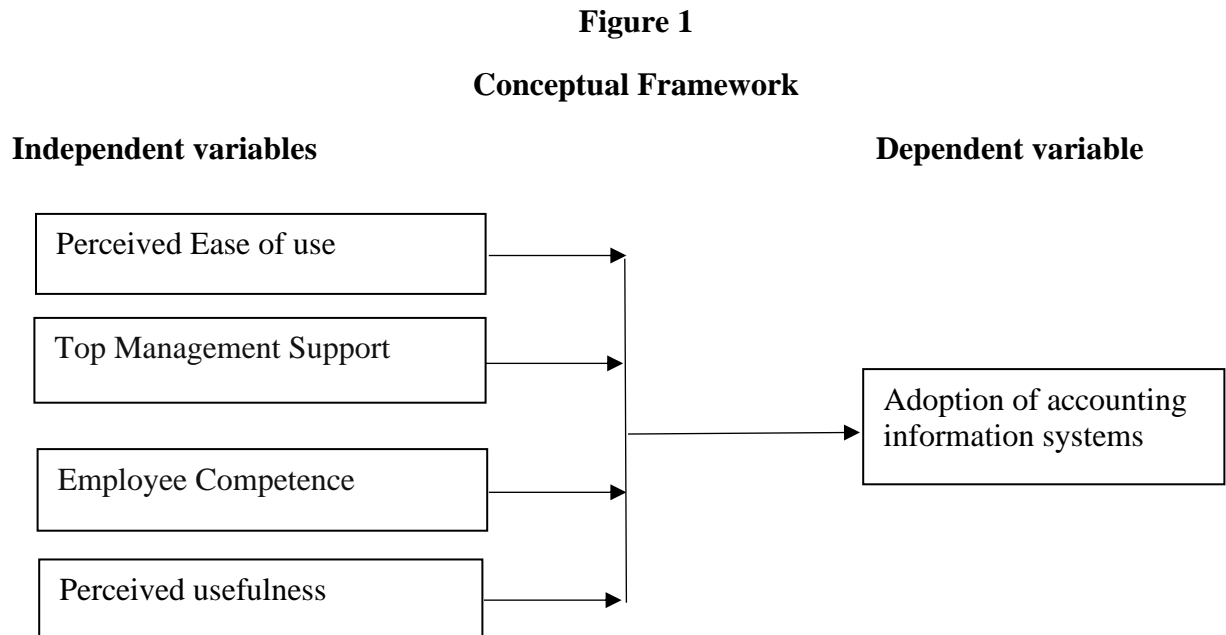 Figure 1
Conceptual Framework
Independent variables
Dependent variable
Perceived Ease of use
Top Management Support
Employee Competence
Perceived usefulness
Adoption of accounting
information systems